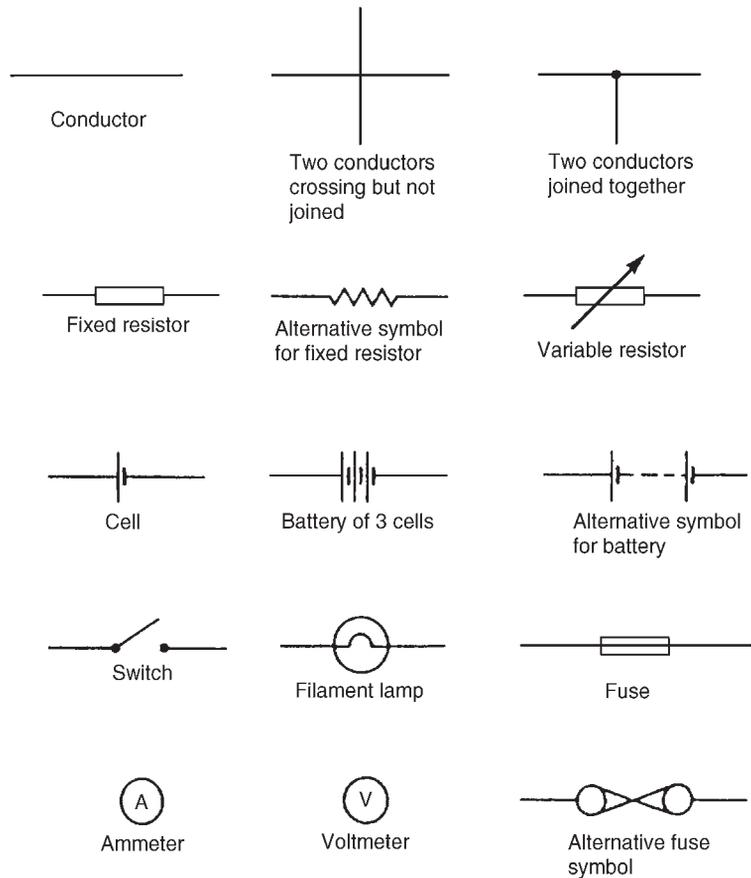 Conductor
Two conductors
crossing but not
joined
Two conductors
joined together
Fixed resistor
Alternative symbol
for fixed resistor
Variable resistor
Cell
Battery of 3 cells
Alternative symbol
for battery
Switch
Filament lamp
Fuse
A
Ammeter
V
Voltmeter
Alternative fuse
symbol